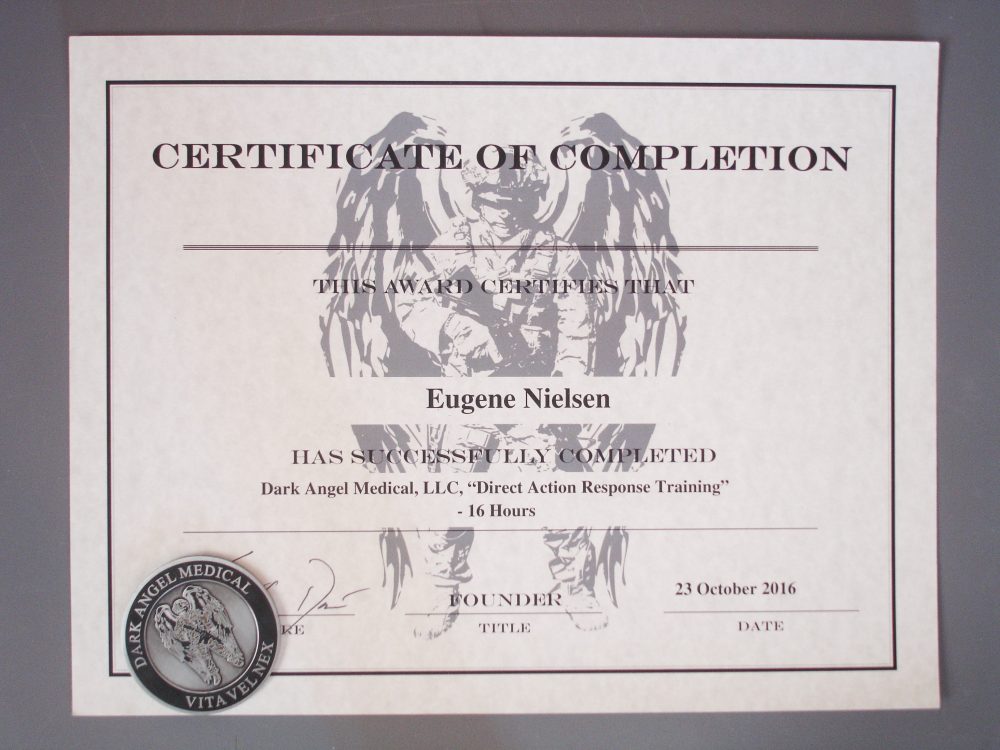 CERTIFICATE OF COMPLETION
THIS AWARD CERTIFIES THAT
Eugene Nielsen
HAS SUCCESSFULLY COMPLETED
Dark Angel Medical, LLC, “Direct Action Response Training”
- 16 Hours
FOUNDER
23 October 2016
KE
TITLE
DATE
DARK ANGEL MEDICAL
VITA VEL NEX